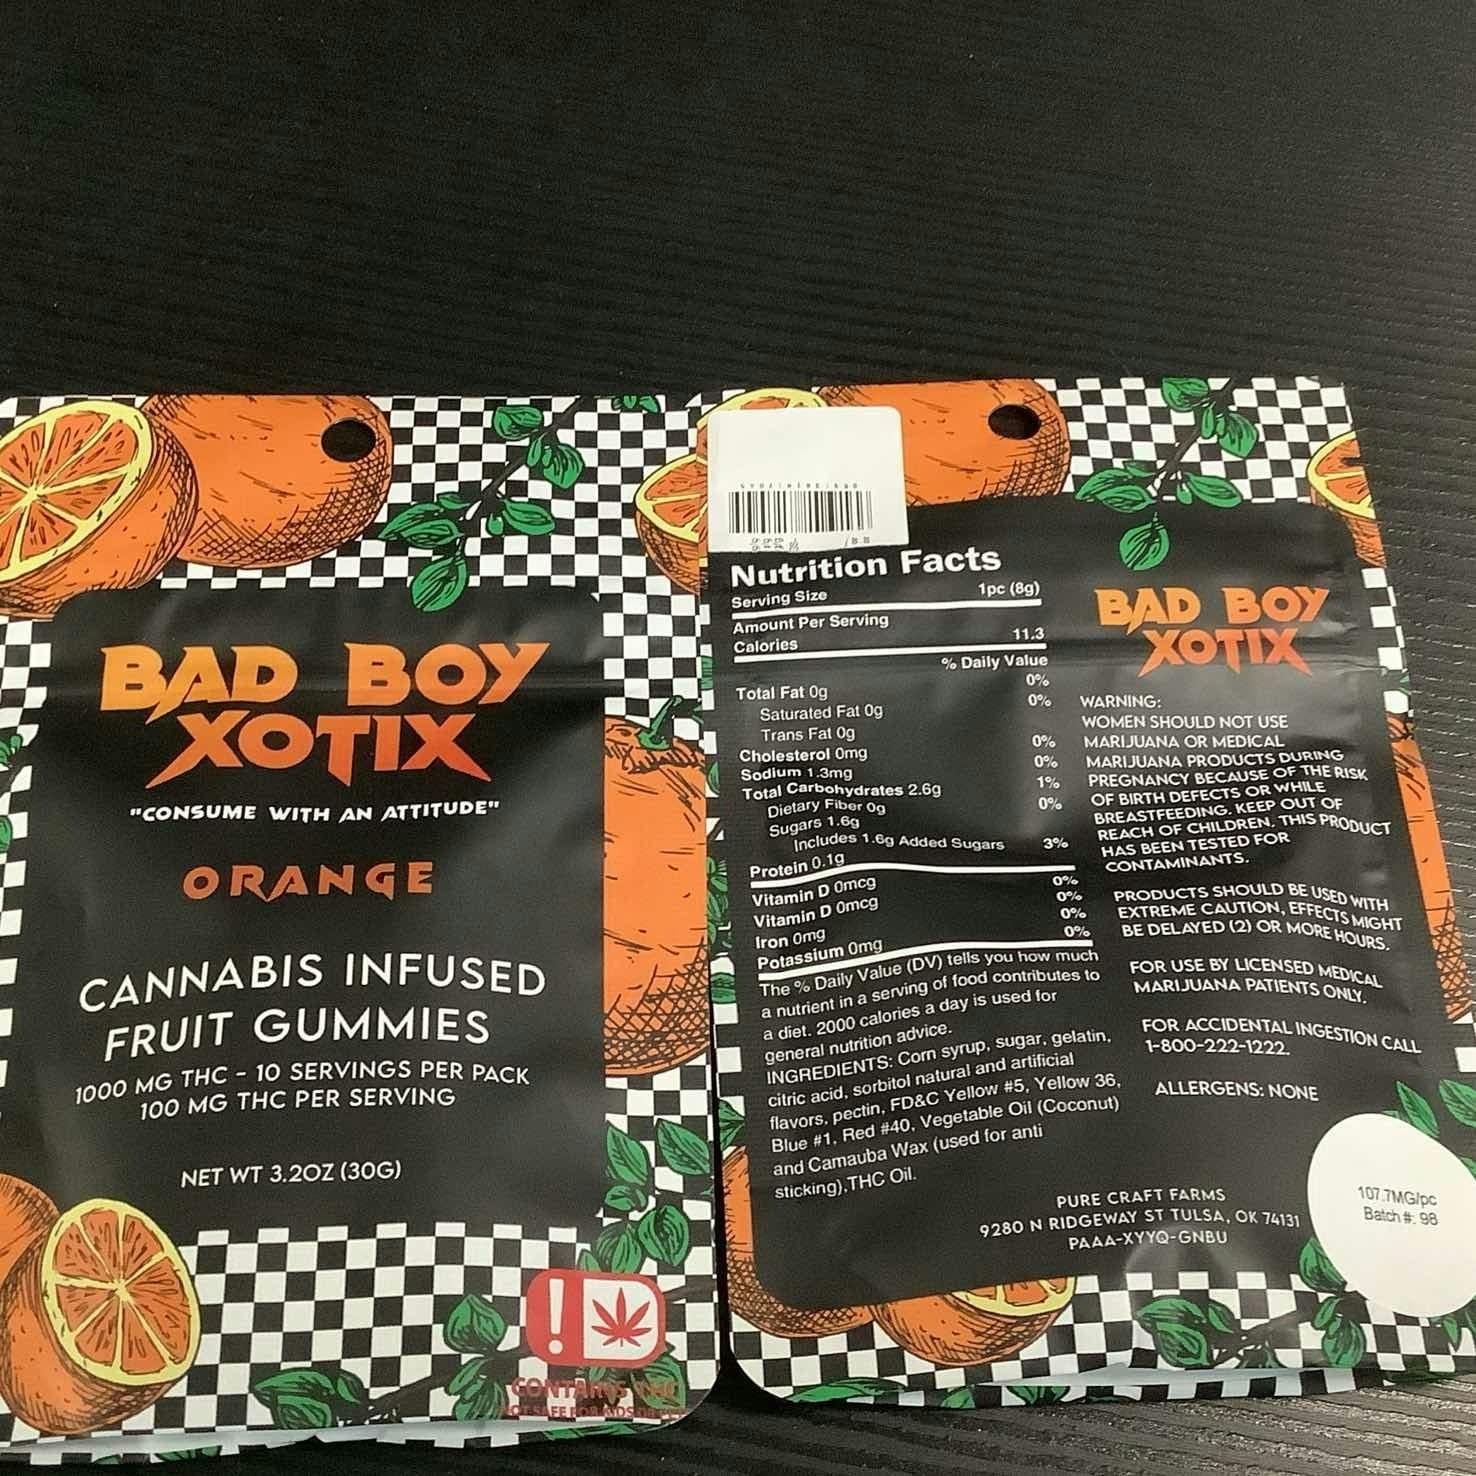 BAD BOY
XOTIX
"CONSUME WITH AN ATTITUDE"
ORANGE
CANNABIS INFUSED
FRUIT GUMMIES
1000 MG THC - 10 SERVINGS PER PACK
100 MG THC PER SERVING
NET WT 3.2OZ (30G)
!
CONTAINS THC
NOT SAFE FOR KIDS OR
Nutrition Facts
Serving Size 1pc (8g)
Amount Per Serving
Calories 11.3
% Daily Value
Total Fat 0g 0%
Saturated Fat 0g 0%
Trans Fat 0g
Cholesterol 0mg 0%
Sodium 1.3mg 0%
Total Carbohydrates 2.6g 1%
Dietary Fiber 0g 0%
Sugars 1.6g
Includes 1.6g Added Sugars 3%
Protein 0.1g
Vitamin D 0mcg 0%
Vitamin D 0mcg 0%
Iron 0mg 0%
Potassium 0mg 0%
The % Daily Value (DV) tells you how much
a nutrient in a serving of food contributes to
a diet. 2000 calories a day is used for
general nutrition advice.
INGREDIENTS: Corn syrup, sugar, gelatin,
citric acid, sorbitol natural and artificial
flavors, pectin, FD&C Yellow #5, Yellow 36,
Blue #1, Red #40, Vegetable Oil (Coconut)
and Camauba Wax (used for anti
sticking),THC Oil.
BAD BOY
XOTIX
WARNING:
WOMEN SHOULD NOT USE
MARIJUANA OR MEDICAL
MARIJUANA PRODUCTS DURING
PREGNANCY BECAUSE OF THE RISK
OF BIRTH DEFECTS OR WHILE
BREASTFEEDING. KEEP OUT OF
REACH OF CHILDREN. THIS PRODUCT
HAS BEEN TESTED FOR
CONTAMINANTS.
PRODUCTS SHOULD BE USED WITH
EXTREME CAUTION, EFFECTS MIGHT
BE DELAYED (2) OR MORE HOURS.
FOR USE BY LICENSED MEDICAL
MARIJUANA PATIENTS ONLY.
FOR ACCIDENTAL INGESTION CALL
1-800-222-1222.
ALLERGENS: NONE
PURE CRAFT FARMS
9280 N RIDGEWAY ST TULSA, OK 74131
PAAA-XYYQ-GNBU
107.7MG/pc
Batch #: 98